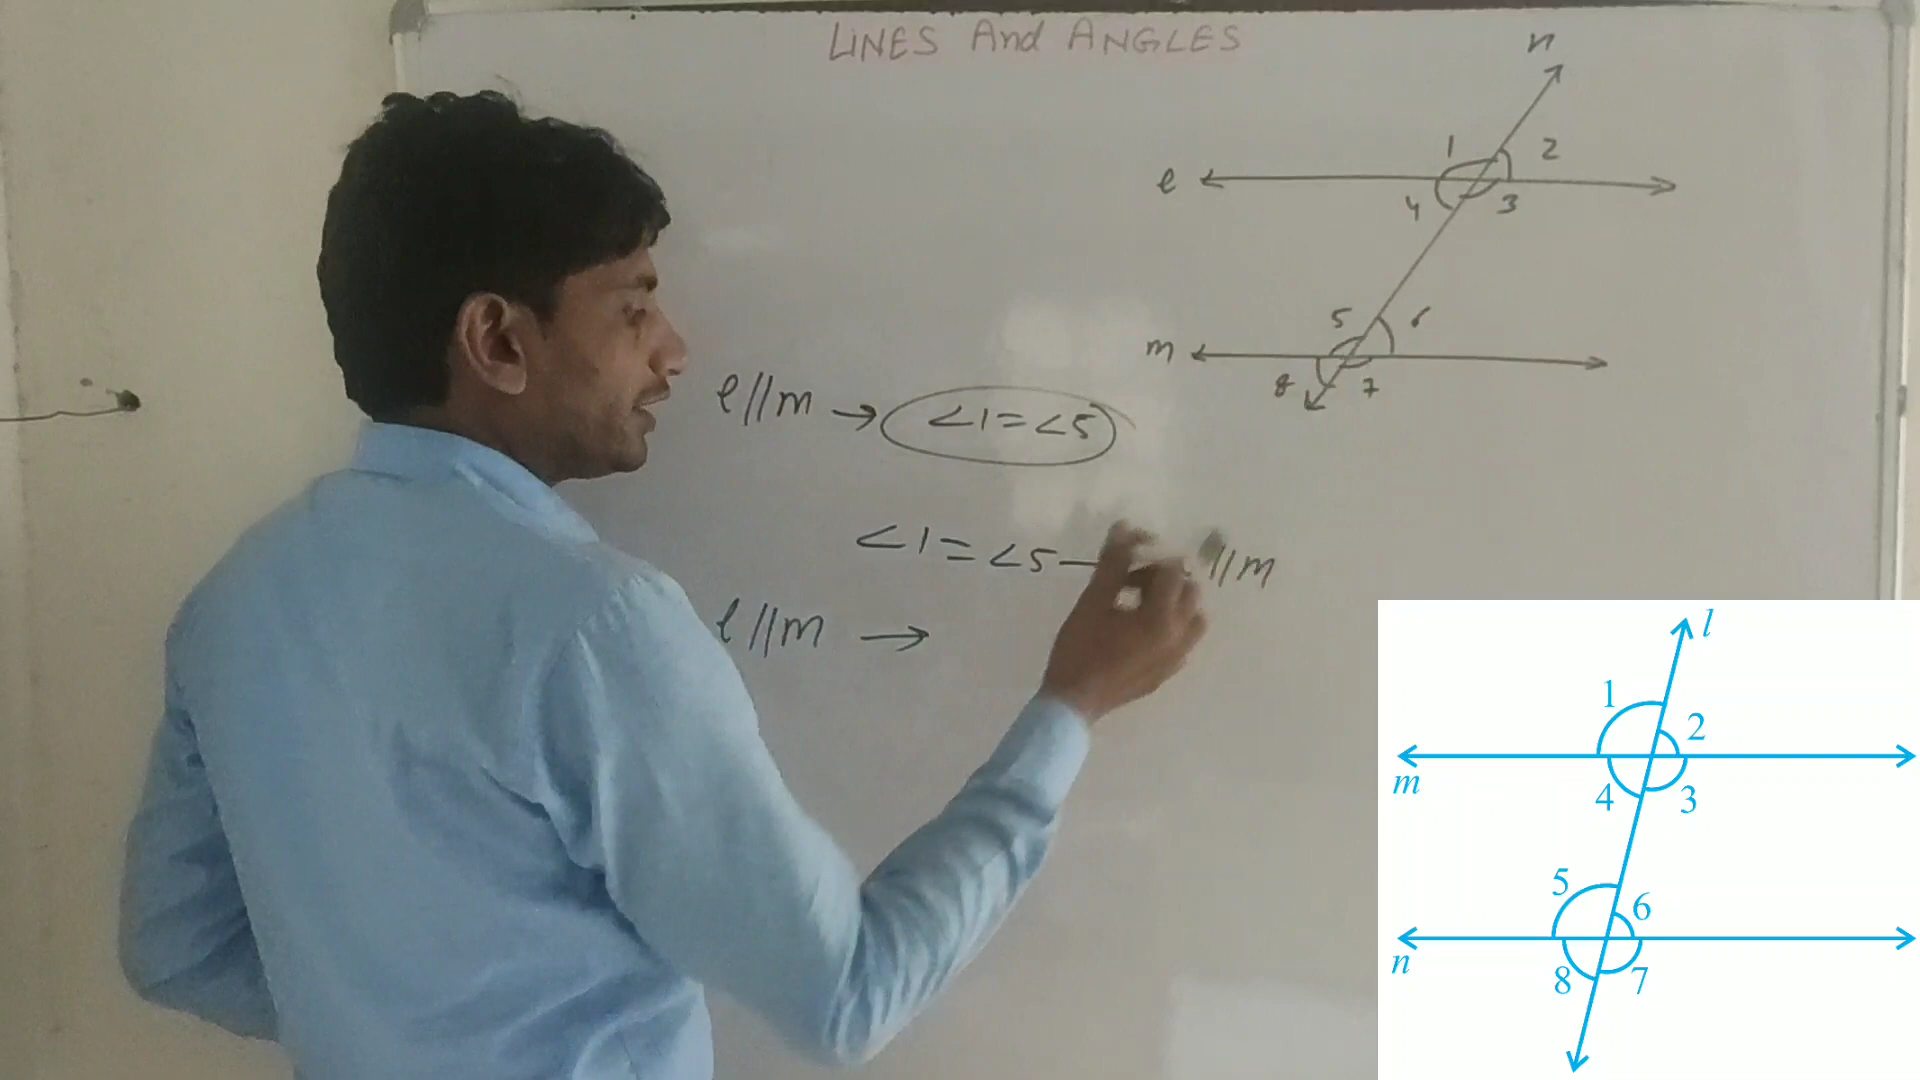 LINES And ANGLES
n
1 2
l
4 3
5 6
m
8 7
l//m → <1=<5
<1=<5 //m
l//m →
l
1
2
m
4 3
5
6
n
8 7